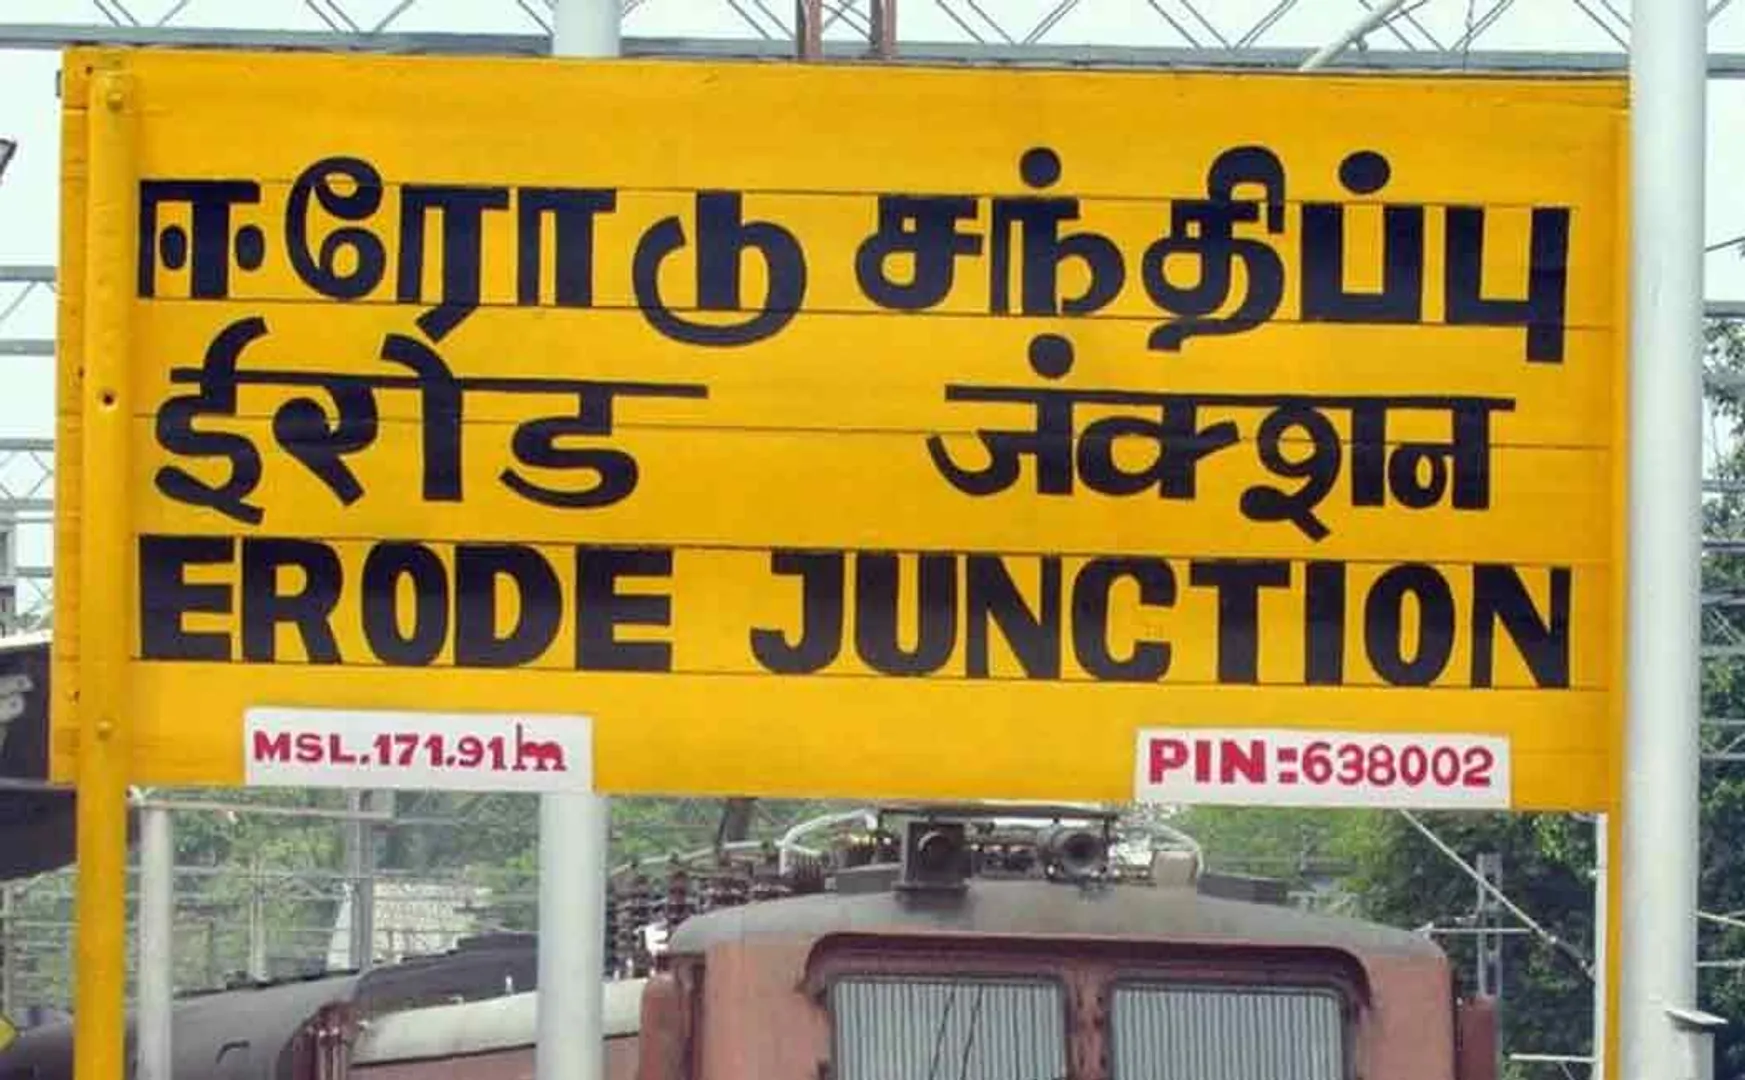 ஈரோடு சந்திப்பு
ईरोड जंक्शन
ERODE JUNCTION
MSL.171.91m
PIN:638002